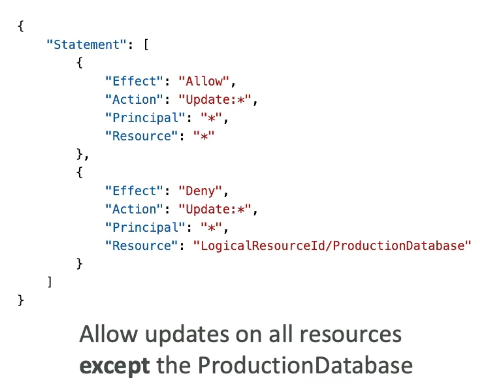 {
    "Statement": [
        {
            "Effect": "Allow",
            "Action": "Update:*",
            "Principal": "*",
            "Resource": "*"
        },
        {
            "Effect": "Deny",
            "Action": "Update:*",
            "Principal": "*",
            "Resource": "LogicalResourceId/ProductionDatabase"
        }
    ]
}
Allow updates on all resources
except the ProductionDatabase